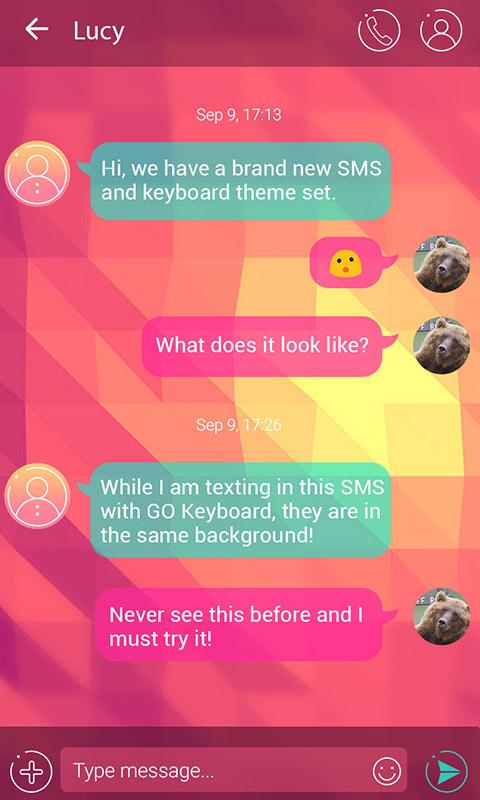 Lucy
Sep 9, 17:13
Hi, we have a brand new SMS
and keyboard theme set.
What does it look like?
Sep 9, 17:26
While I am texting in this SMS
with GO Keyboard, they are in
the same background!
Never see this before and I
must try it!
Type message...